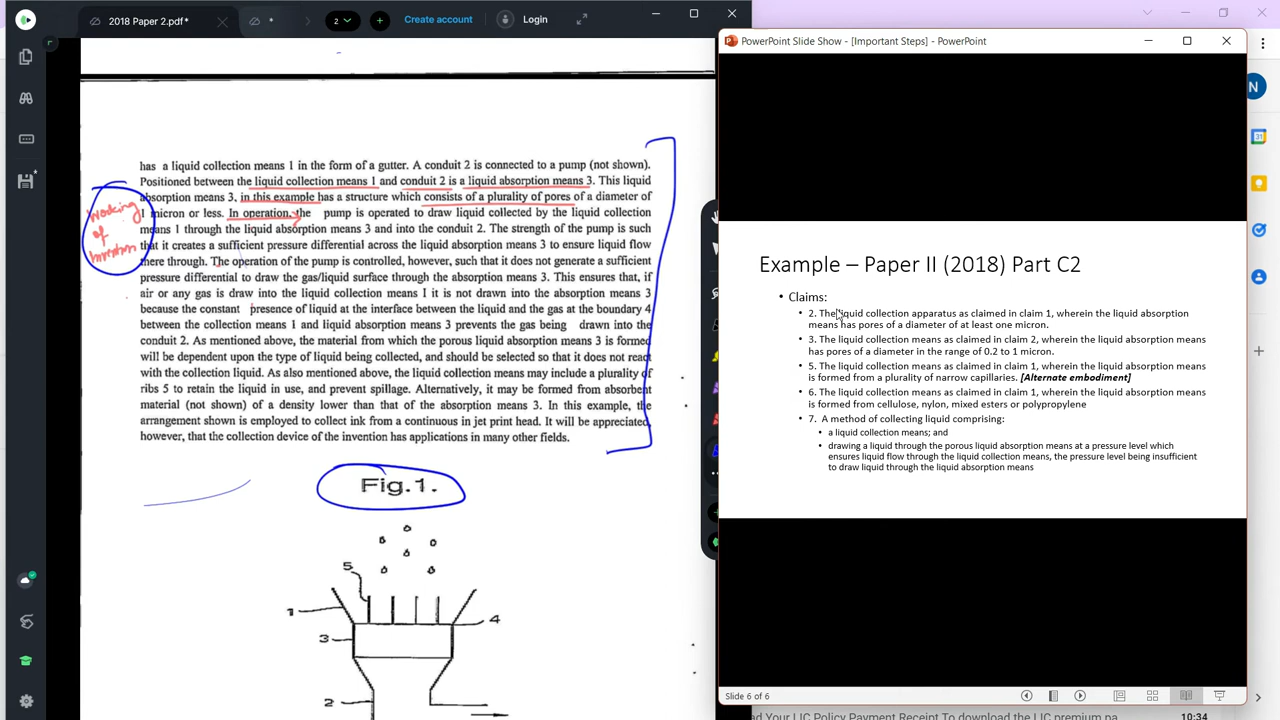 2018 Paper 2.pdf*
*
2
Create account
Login
PowerPoint Slide Show - [Important Steps] - PowerPoint
N
has a liquid collection means 1 in the form of a gutter. A conduit 2 is connected to a pump (not shown).
Positioned between the liquid collection means 1 and conduit 2 is a liquid absorption means 3. This liquid
absorption means 3, in this example has a structure which consists of a plurality of pores of a diameter of
1 micron or less. In operation, the pump is operated to draw liquid collected by the liquid collection
means 1 through the liquid absorption means 3 and into the conduit 2. The strength of the pump is such
that it creates a sufficient pressure differential across the liquid absorption means 3 to ensure liquid flow
there through. The operation of the pump is controlled, however, such that it does not generate a sufficient
pressure differential to draw the gas/liquid surface through the absorption means 3. This ensures that, if
air or any gas is draw into the liquid collection means I it is not drawn into the absorption means 3
because the constant presence of liquid at the interface between the liquid and the gas at the boundary 4
between the collection means 1 and liquid absorption means 3 prevents the gas being drawn into the
conduit 2. As mentioned above, the material from which the porous liquid absorption means 3 is formed
will be dependent upon the type of liquid being collected, and should be selected so that it does not react
with the collection liquid. As also mentioned above, the liquid collection means may include a plurality of
ribs 5 to retain the liquid in use, and prevent spillage. Alternatively, it may be formed from absorbent
material (not shown) of a density lower than that of the absorption means 3. In this example, the
arrangement shown is employed to collect ink from a continuous in jet print head. It will be appreciated,
however, that the collection device of the invention has applications in many other fields.
Working
of
Invention
Fig.1.
5
1
4
3
2
Example – Paper II (2018) Part C2
• Claims:
• 2. The liquid collection apparatus as claimed in claim 1, wherein the liquid absorption
means has pores of a diameter of at least one micron.
• 3. The liquid collection means as claimed in claim 2, wherein the liquid absorption means
has pores of a diameter in the range of 0.2 to 1 micron.
• 5. The liquid collection means as claimed in claim 1, wherein the liquid absorption means
is formed from a plurality of narrow capillaries. [Alternate embodiment]
• 6. The liquid collection means as claimed in claim 1, wherein the liquid absorption means
is formed from cellulose, nylon, mixed esters or polypropylene
• 7. A method of collecting liquid comprising:
• a liquid collection means; and
• drawing a liquid through the porous liquid absorption means at a pressure level which
ensures liquid flow through the liquid collection means, the pressure level being insufficient
to draw liquid through the liquid absorption means
Slide 6 of 6
ad Your LIC Policy Payment Receipt To download the LIC premium pa
10:34